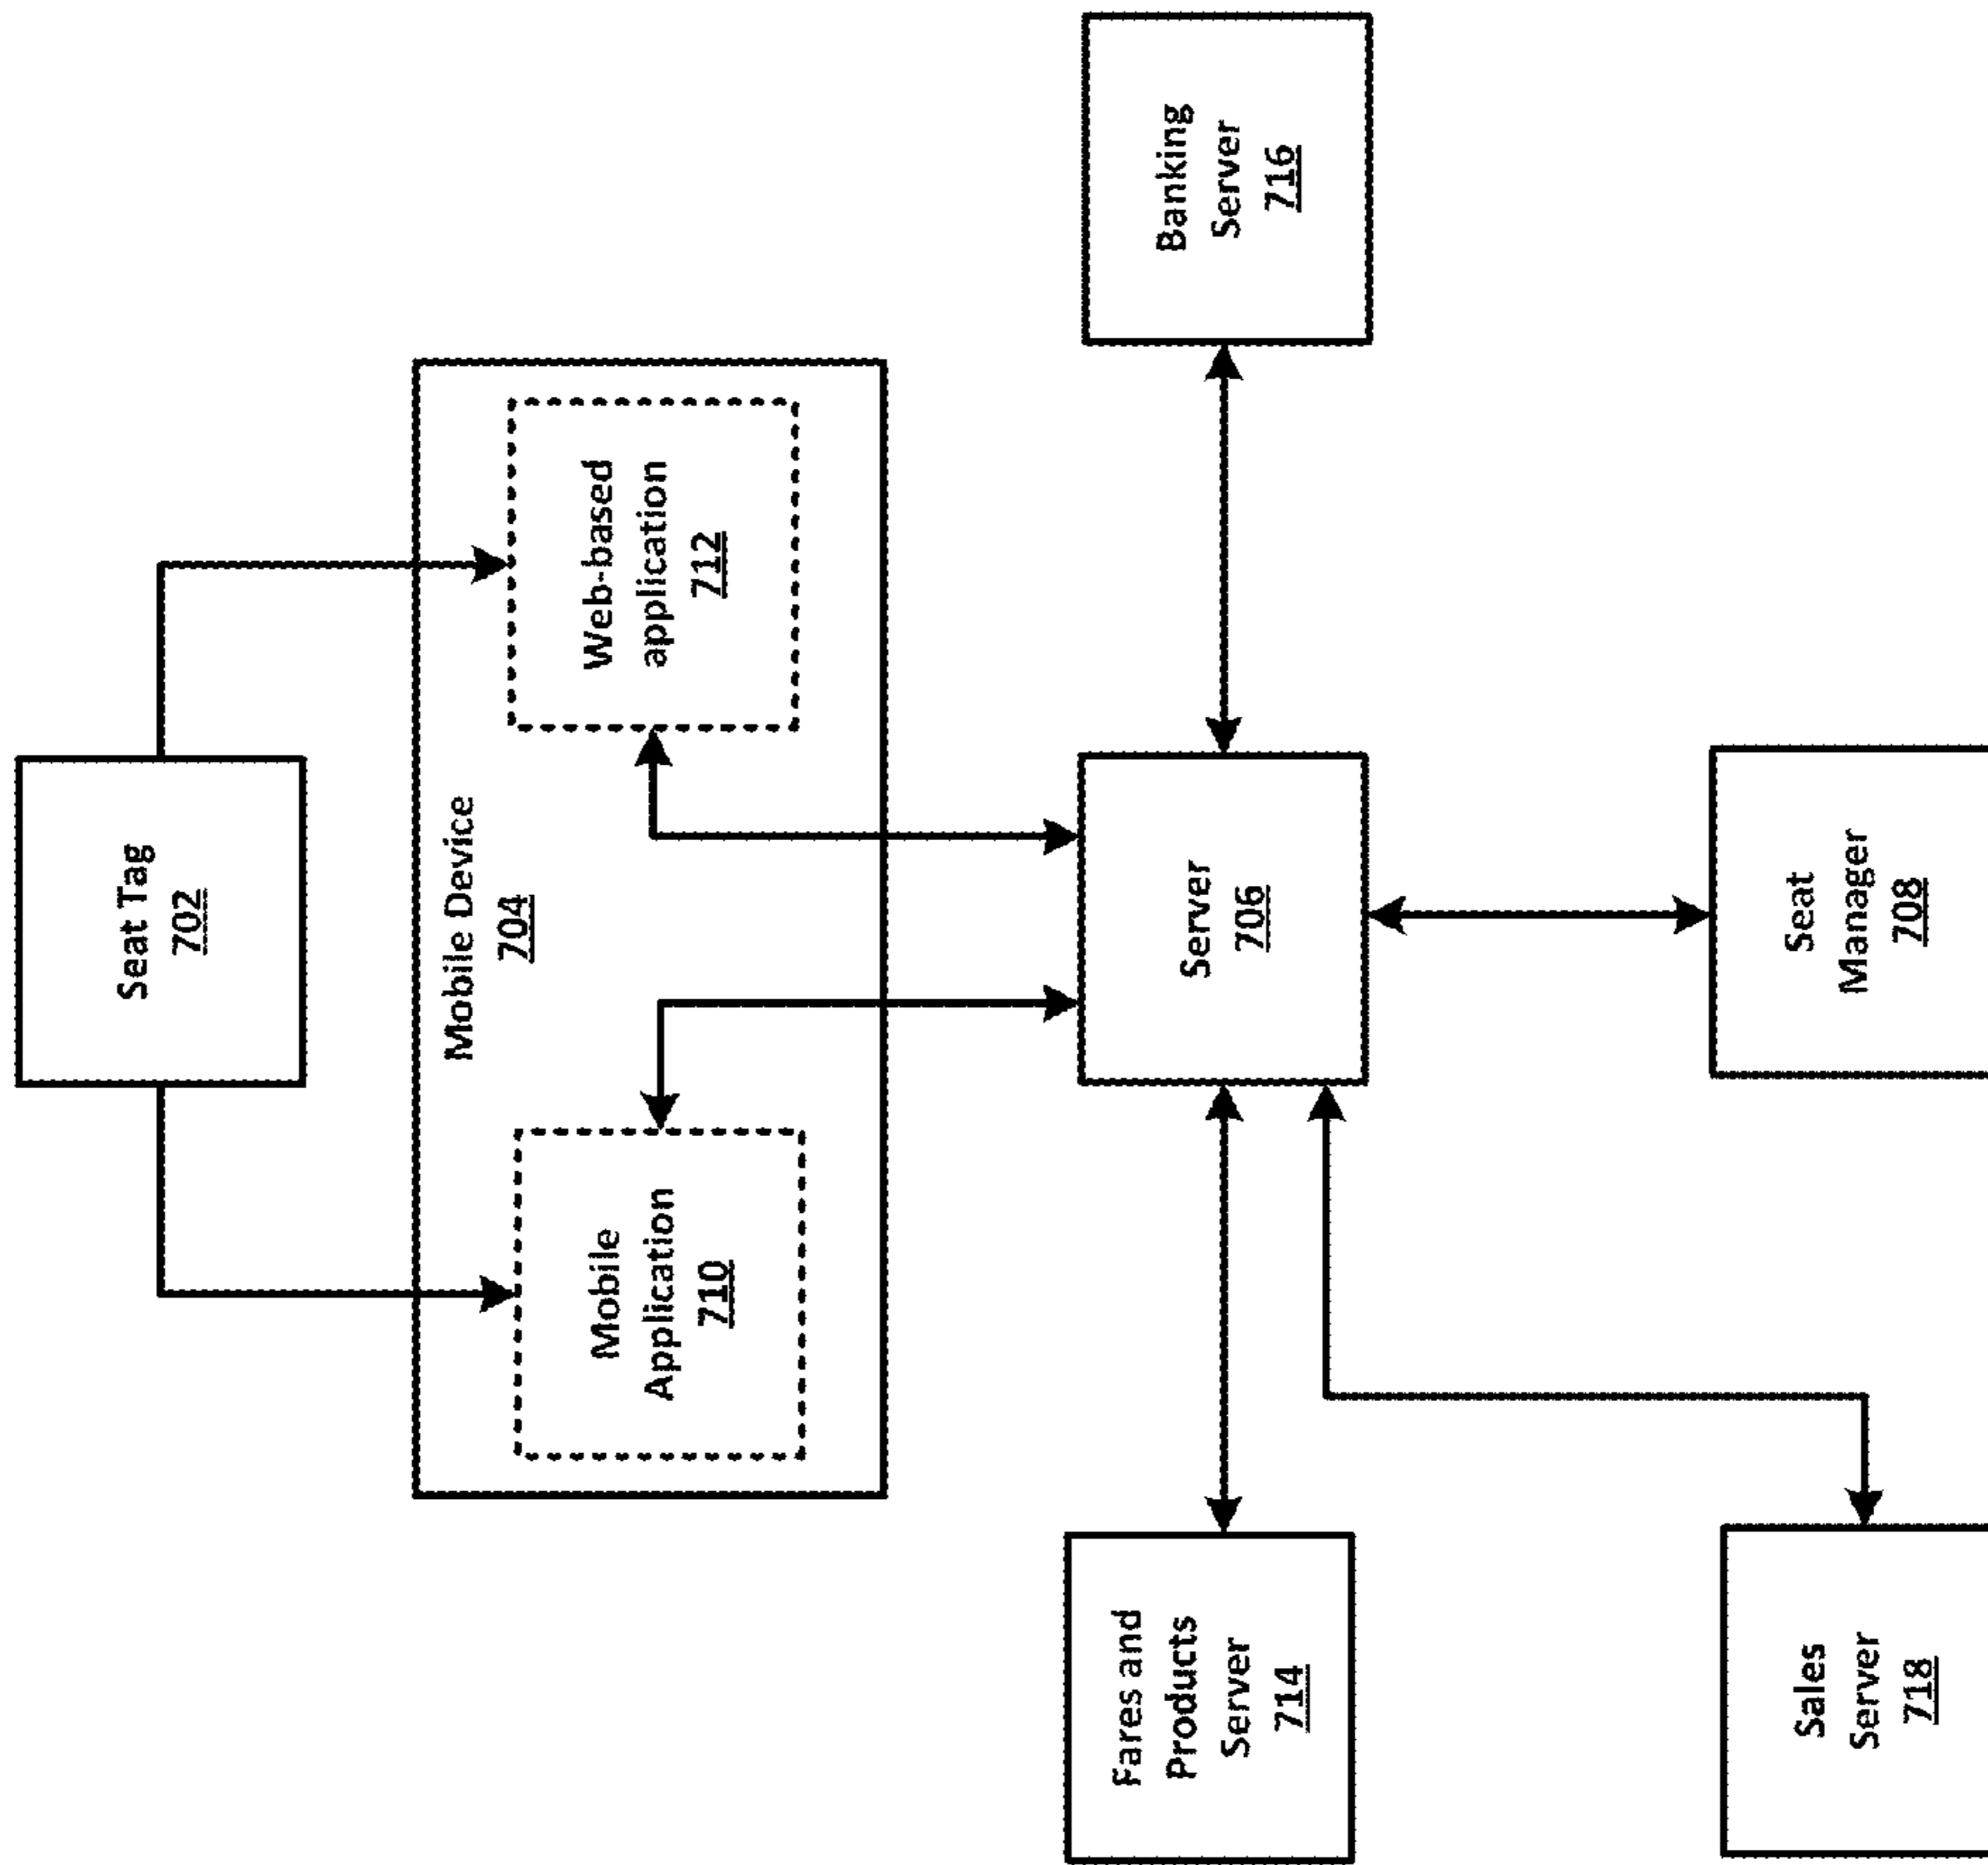 Seat Tag
702
Mobile Device
704
Mobile
Application
710
Web-based
application
712
Fares and
Products
Server
714
Server
706
Banking
Server
716
Sales
Server
718
Seat
Manager
708